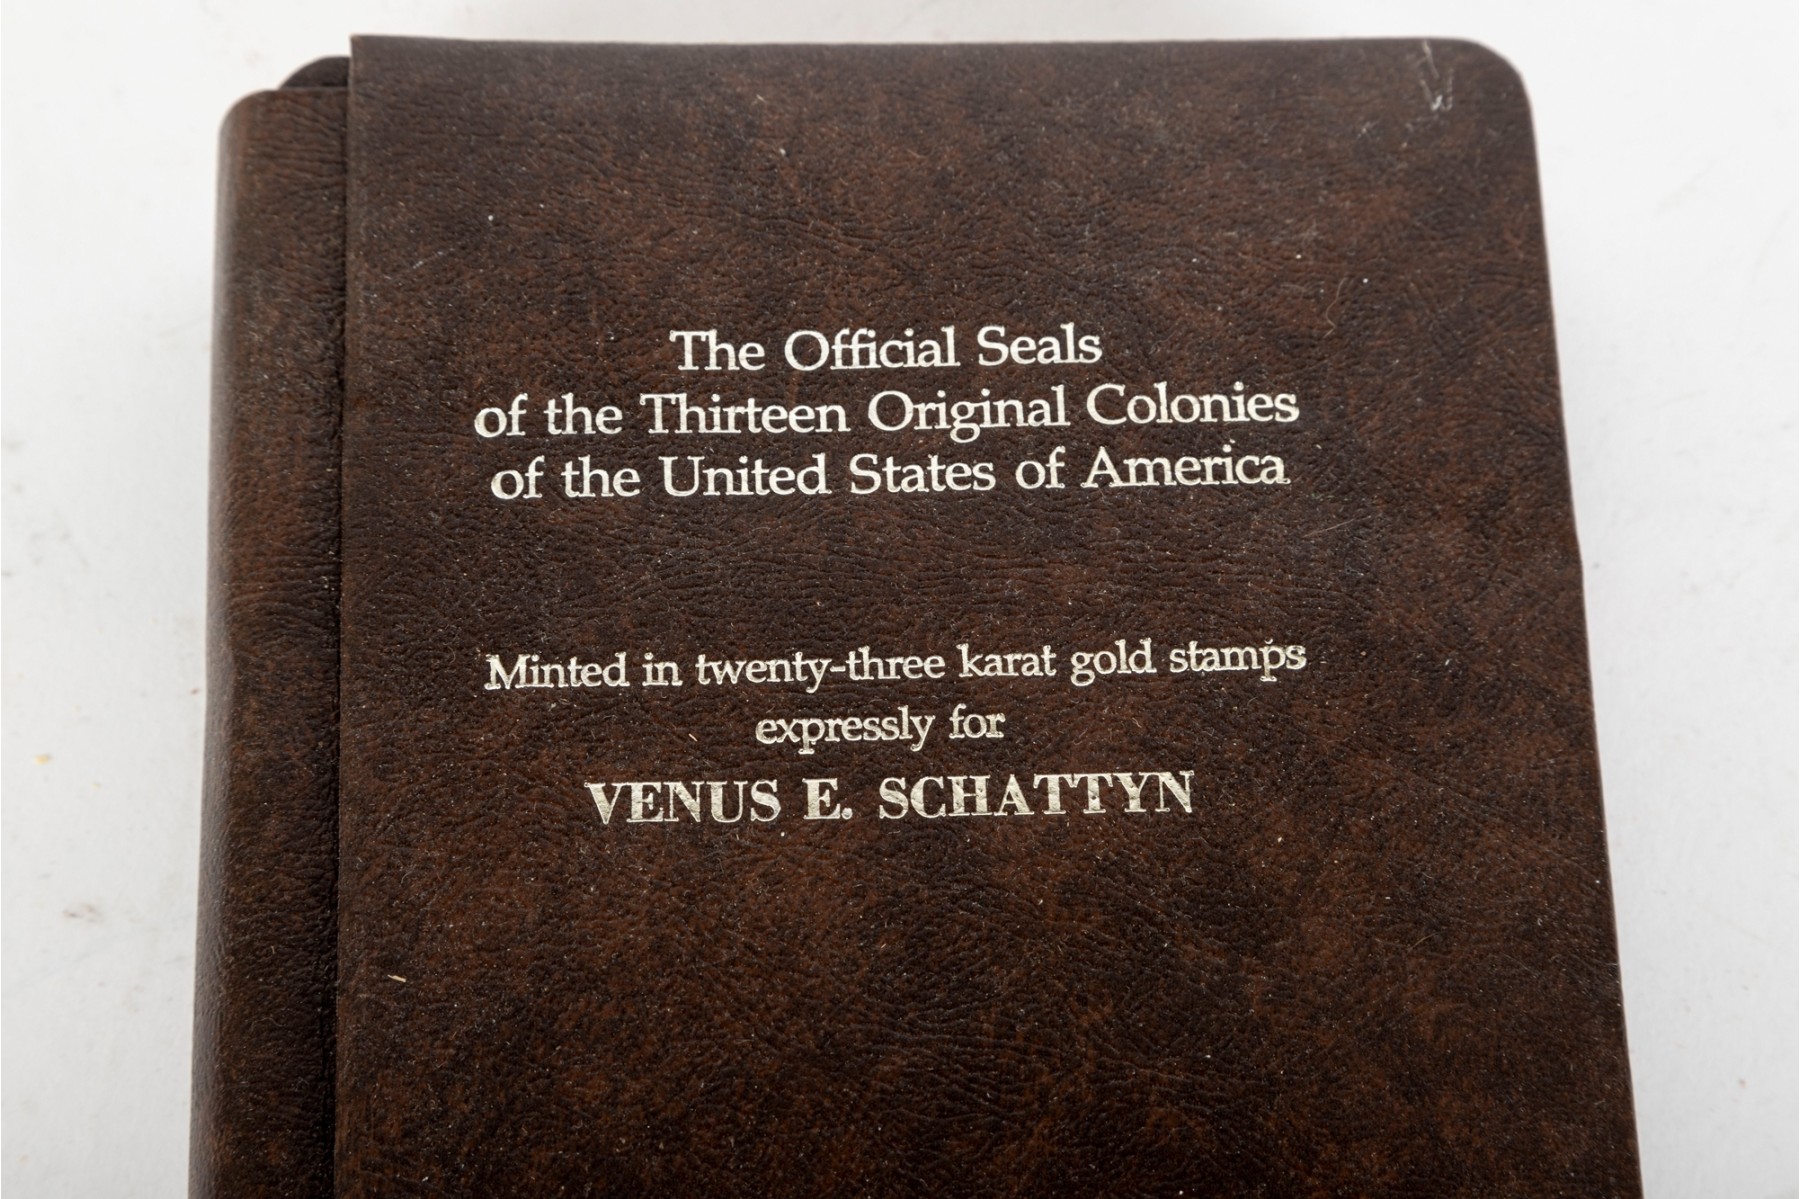 The Official Seals
of the Thirteen Original Colonies
of the United States of America
Minted in twenty-three karat gold stamps
expressly for
VENUS E. SCHATTYN